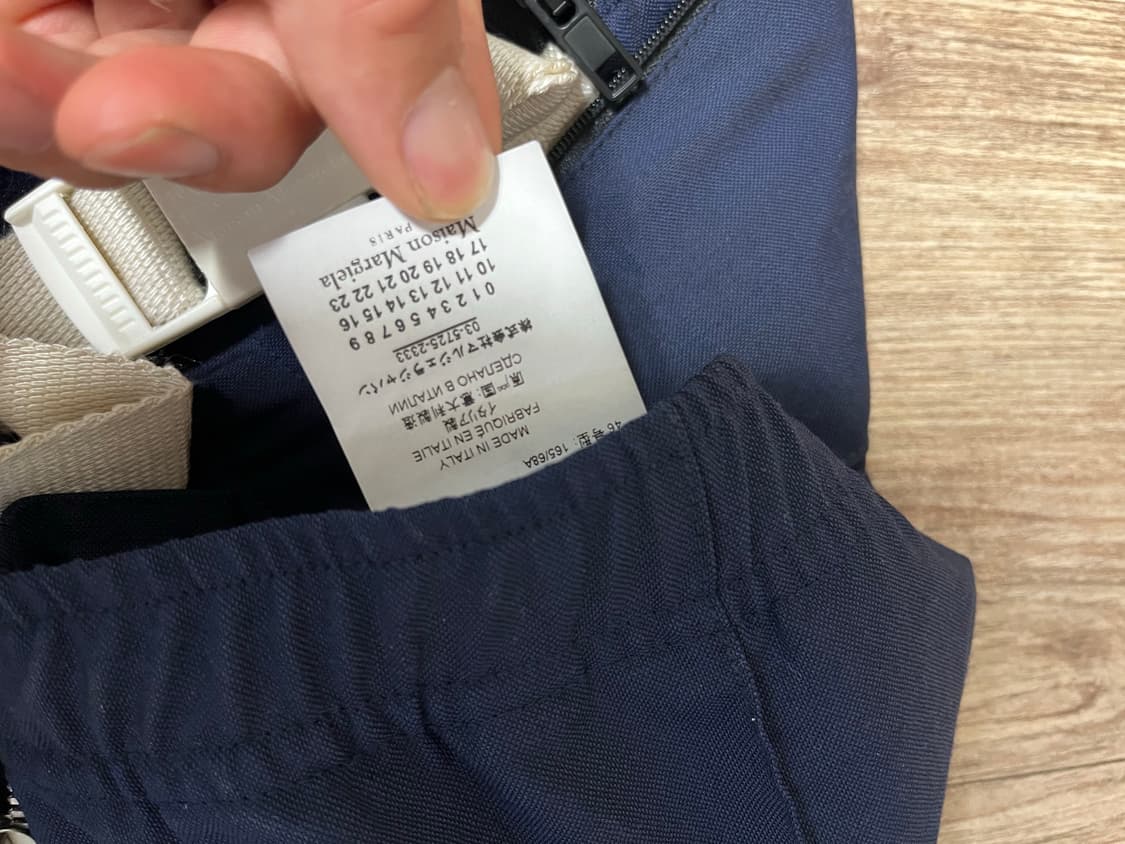 46 号型: 165/68A
MADE IN ITALY
FABRIQUÉ EN ITALIE
イタリア製
原产国: 意大利製造
СДЕЛАНО В ИТАЛИИ
株式会社マルジェラジャパン
03-5725-2333
0 1 2 3 4 5 6 7 8 9
10 11 12 13 14 15 16
17 18 19 20 21 22 23
Maison Margiela
PARIS